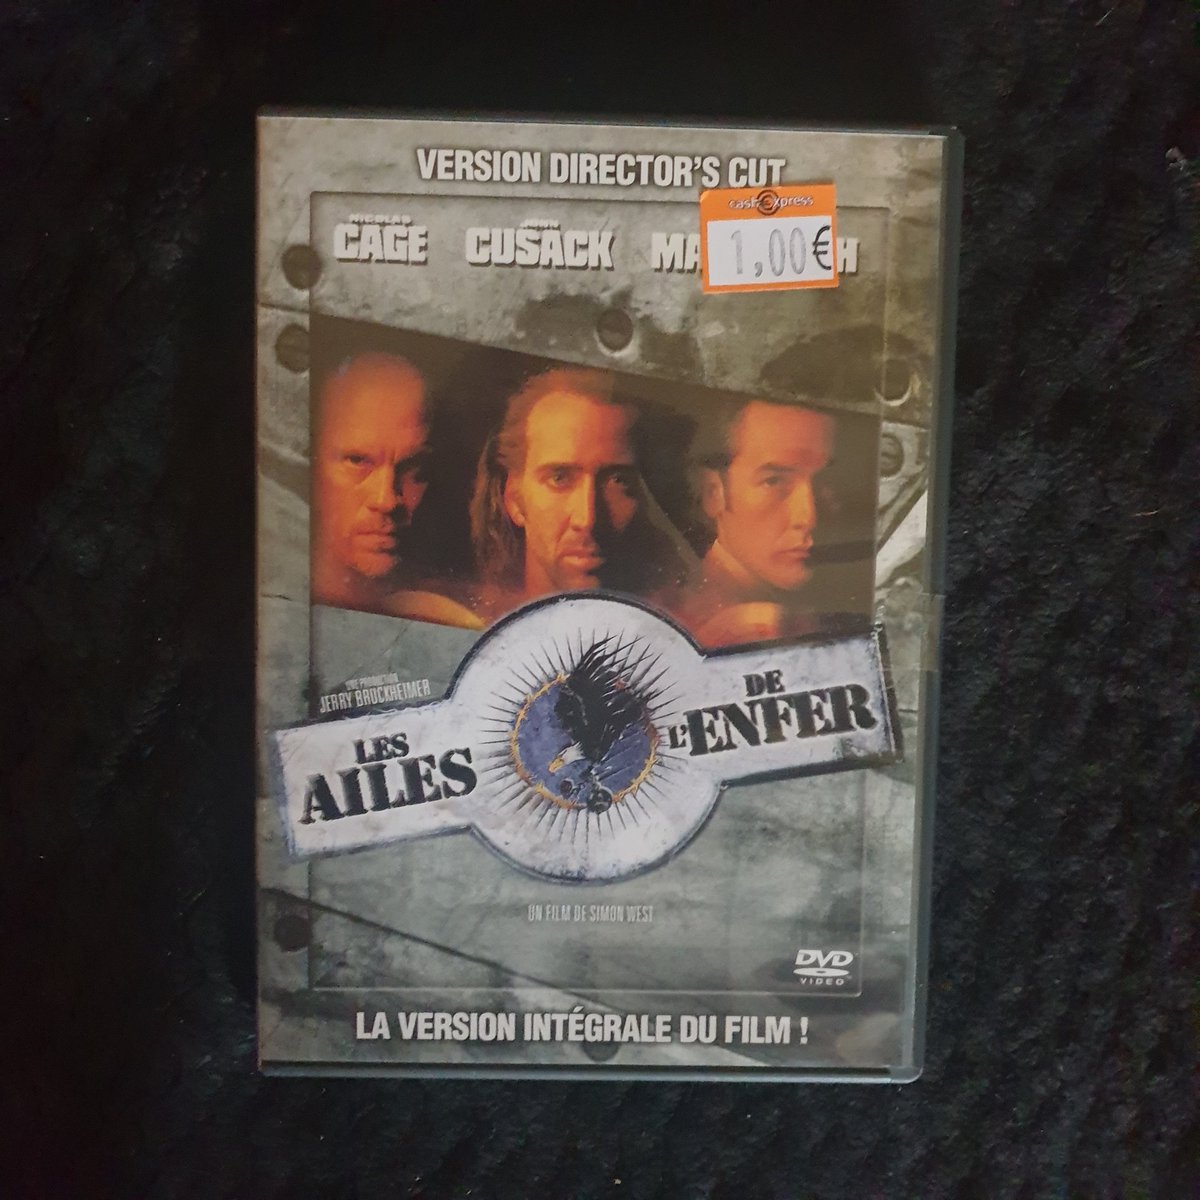 VERSION DIRECTOR'S CUT
cash express
1,00€
NICOLAS
CAGE
JOHN
CUSACK
UNE PRODUCTION
JERRY BRUCKHEIMER
LES
AILES
DE
L'ENFER
UN FILM DE SIMON WEST
DVD
VIDEO
LA VERSION INTÉGRALE DU FILM !